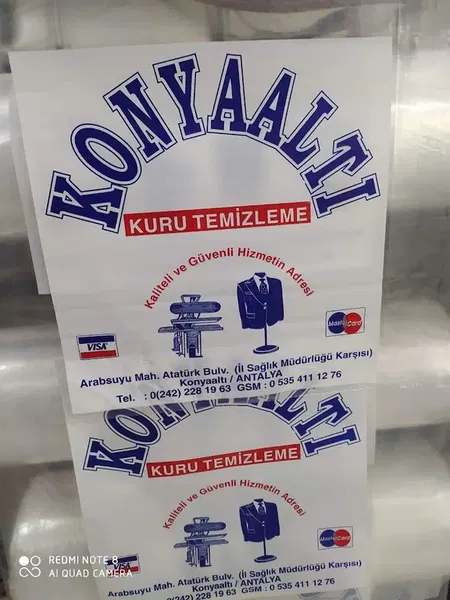 KONYAALTI
KURU TEMİZLEME
Kaliteli ve Güvenli Hizmetin Adresi
VISA
MasterCard
Arabsuyu Mah. Atatürk Bulv. (İl Sağlık Müdürlüğü Karşısı)
Konyaaltı / ANTALYA
Tel. : 0(242) 228 19 63 GSM : 0 535 411 12 76
KONYAALTI
KURU TEMİZLEME
Kaliteli ve Güvenli Hizmetin Adresi
VISA
MasterCard
Arabsuyu Mah. Atatürk Bulv. (İl Sağlık Müdürlüğü Karşısı)
Konyaaltı / ANTALYA
Tel. : 0(242) 228 19 63 GSM : 0 535 411 12 76
REDMI NOTE 8
AI QUAD CAMERA